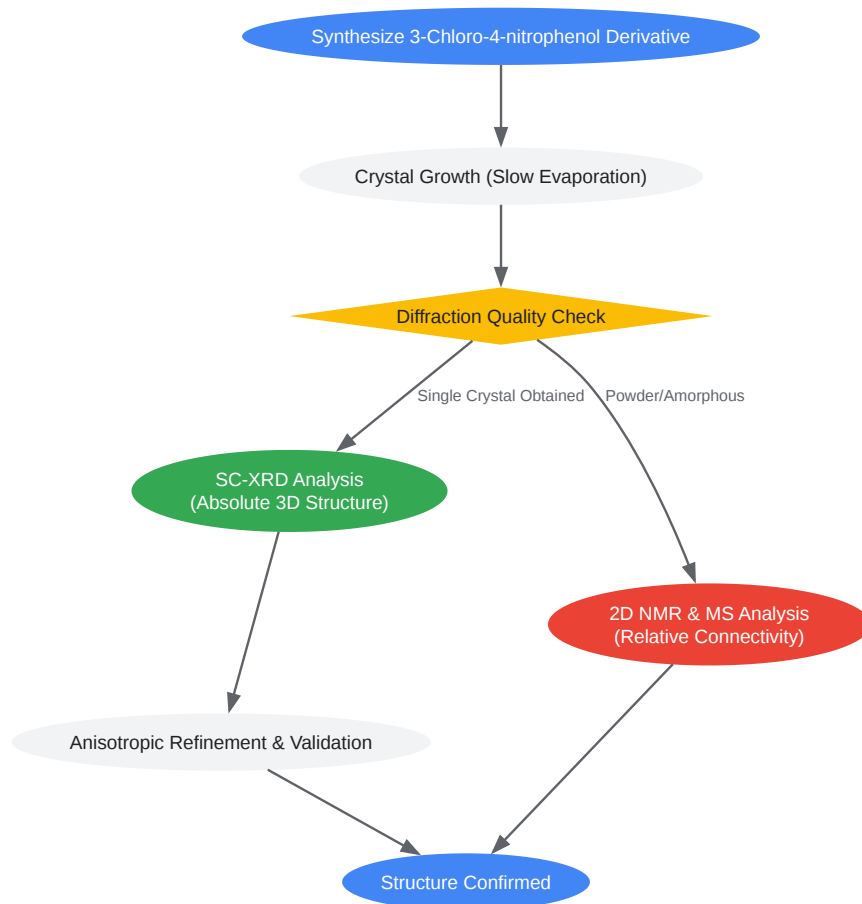 Synthesize 3-Chloro-4-nitrophenol Derivative
Crystal Growth (Slow Evaporation)
Diffraction Quality Check
Single Crystal Obtained
Powder/Amorphous
SC-XRD Analysis
(Absolute 3D Structure)
2D NMR & MS Analysis
(Relative Connectivity)
Anisotropic Refinement & Validation
Structure Confirmed